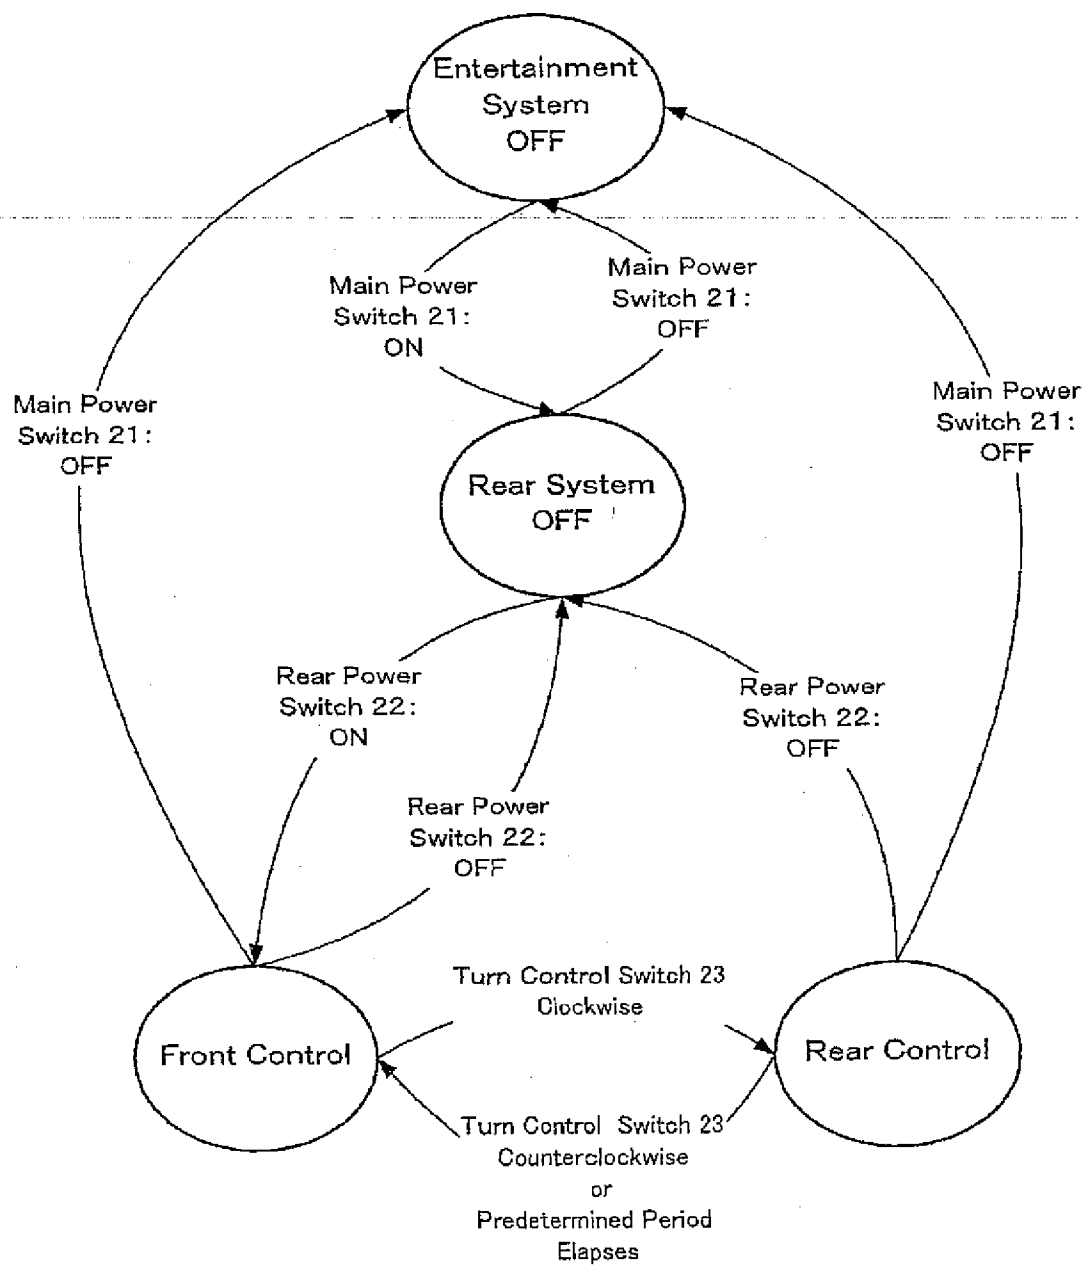 Entertainment
System
OFF
Main Power
Switch 21:
ON
Main Power
Switch 21:
OFF
Main Power
Switch 21:
OFF
Main Power
Switch 21:
OFF
Rear System
OFF
Rear Power
Switch 22:
ON
Rear Power
Switch 22:
OFF
Rear Power
Switch 22:
OFF
Turn Control Switch 23
Clockwise
Front Control
Rear Control
Turn Control Switch 23
Counterclockwise
or
Predetermined Period
Elapses